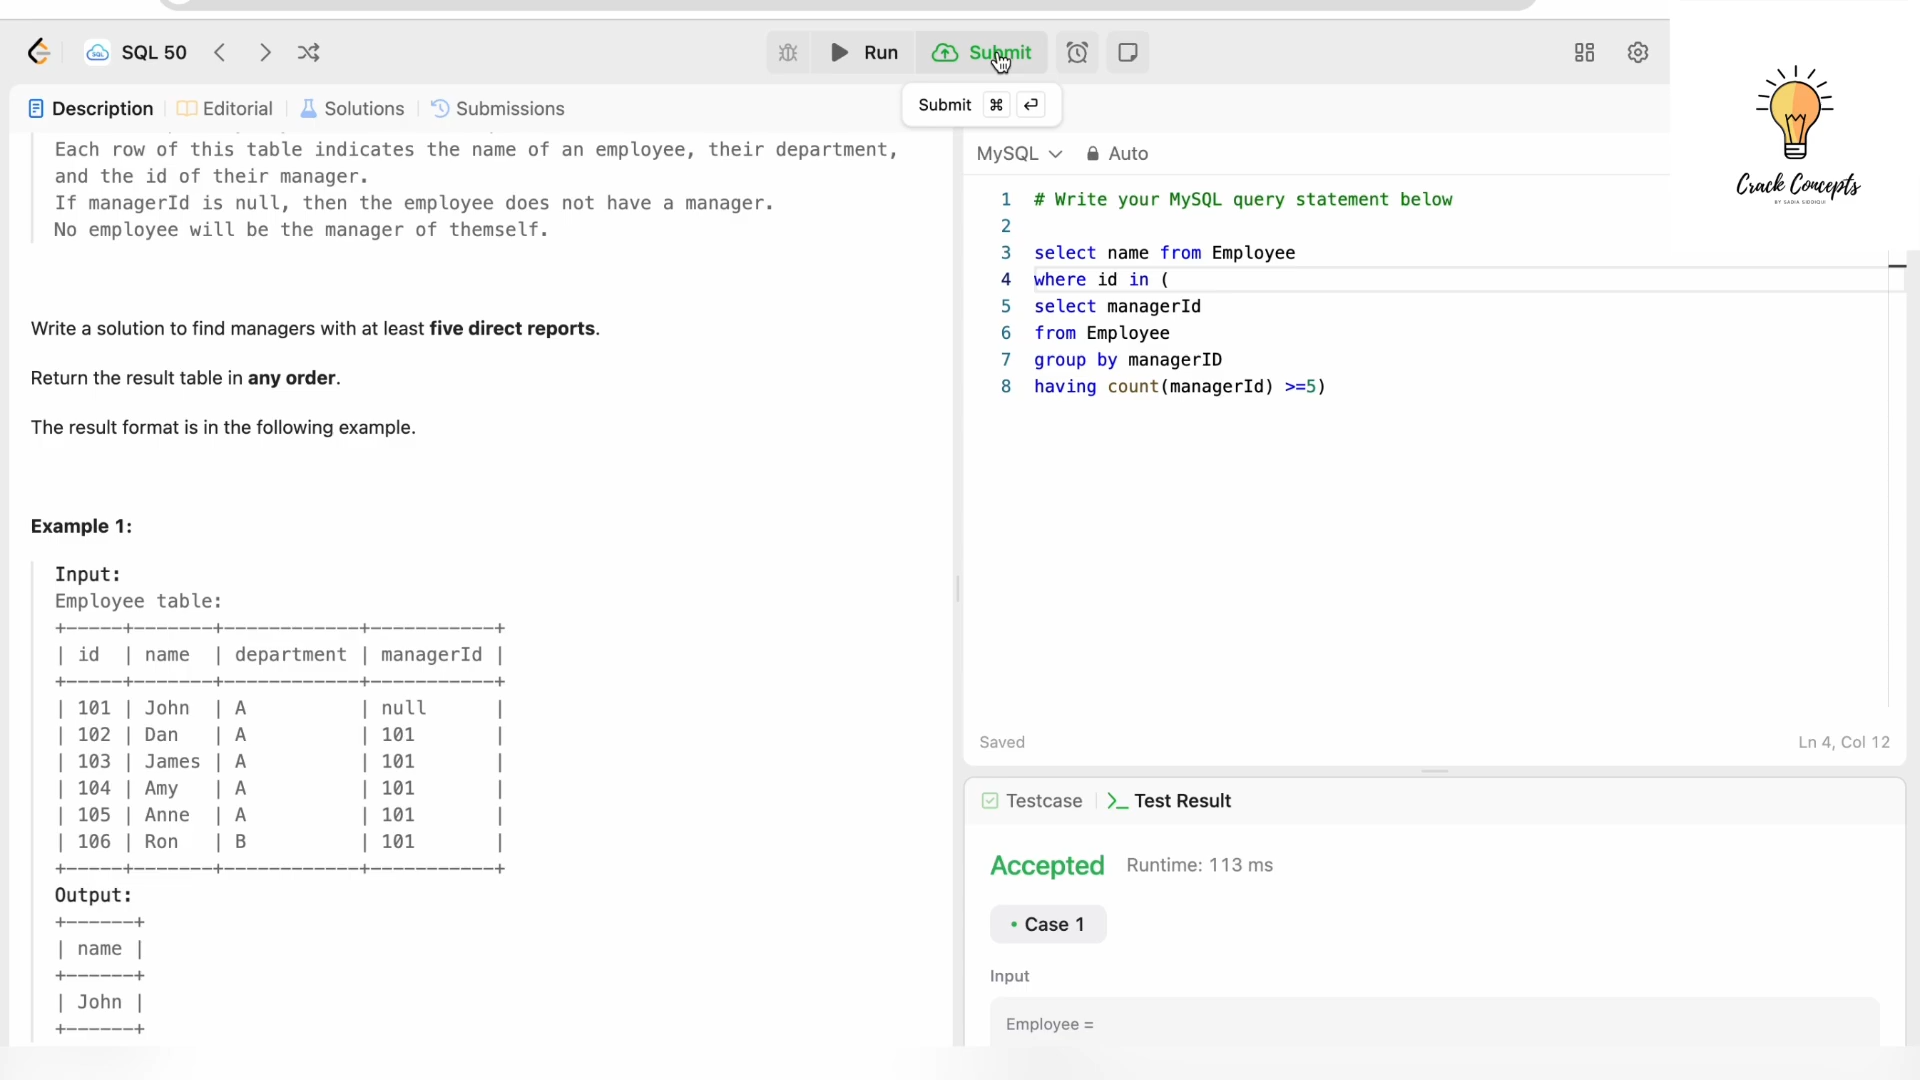 SQL 50
Run
Submit
Submit ⌘ ↵
Description
Editorial
Solutions
Submissions
Crack Concepts
BY SADIA SIDDIQUI
Each row of this table indicates the name of an employee, their department,
and the id of their manager.
If managerId is null, then the employee does not have a manager.
No employee will be the manager of themself.
Write a solution to find managers with at least five direct reports.
Return the result table in any order.
The result format is in the following example.
Example 1:
Input:
Employee table:
+-----+-------+------------+-----------+
| id  | name  | department | managerId |
+-----+-------+------------+-----------+
| 101 | John  | A          | null      |
| 102 | Dan   | A          | 101       |
| 103 | James | A          | 101       |
| 104 | Amy   | A          | 101       |
| 105 | Anne  | A          | 101       |
| 106 | Ron   | B          | 101       |
+-----+-------+------------+-----------+
Output:
+------+
| name |
+------+
| John |
+------+
MySQL
Auto
1 # Write your MySQL query statement below
2
3 select name from Employee
4 where id in (
5 select managerId
6 from Employee
7 group by managerID
8 having count(managerId) >=5)
Saved
Ln 4, Col 12
Testcase
Test Result
Accepted Runtime: 113 ms
• Case 1
Input
Employee =